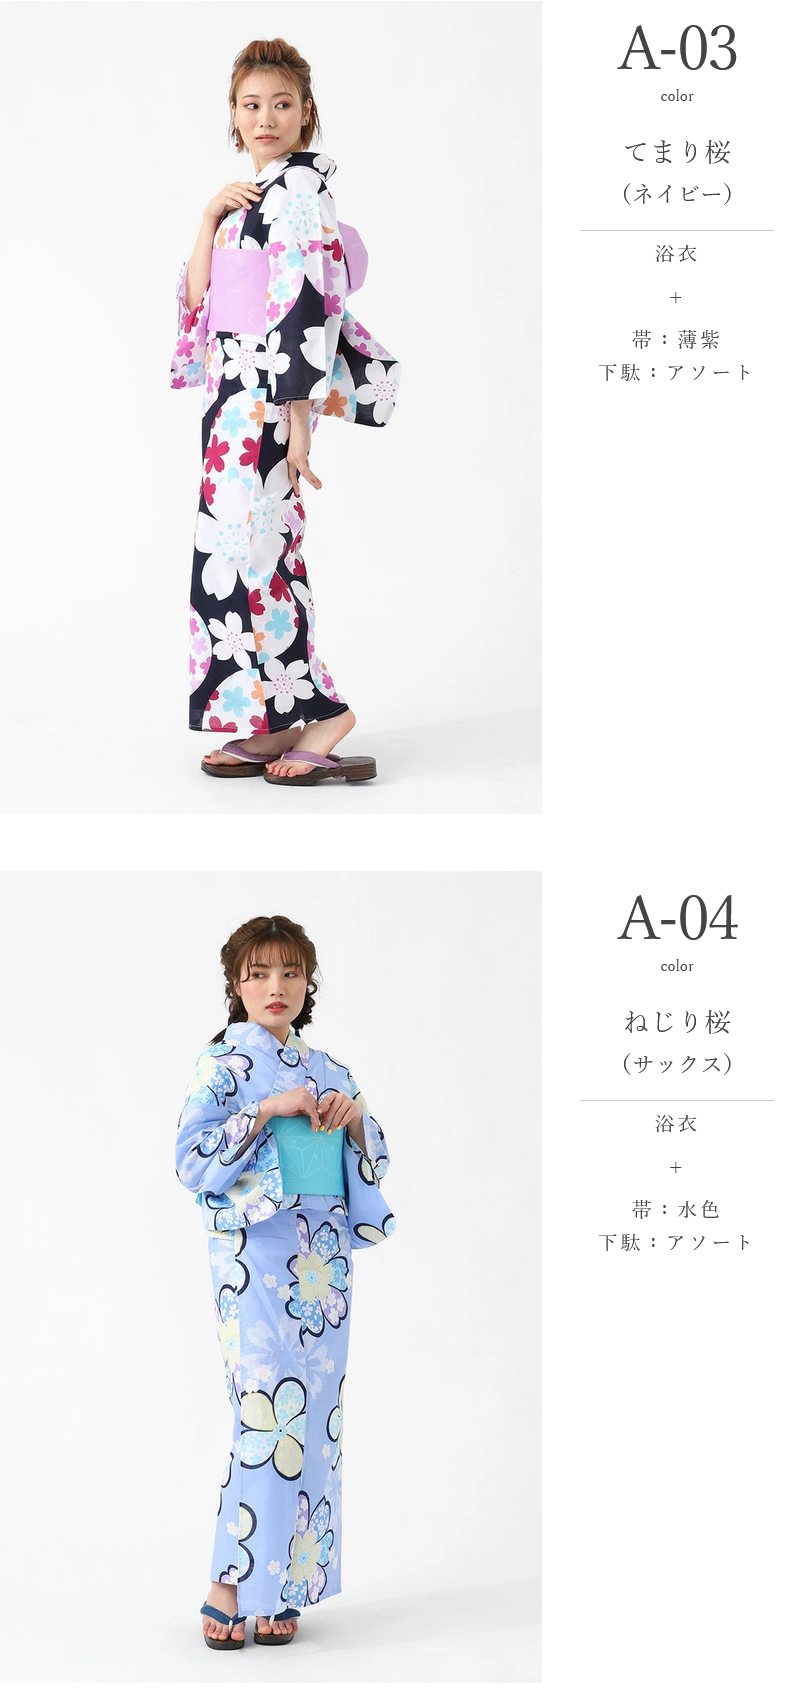 A-03
color
てまり桜
（ネイビー）
浴衣
+
帯：薄紫
下駄：アソート
A-04
color
ねじり桜
（サックス）
浴衣
+
帯：水色
下駄：アソート